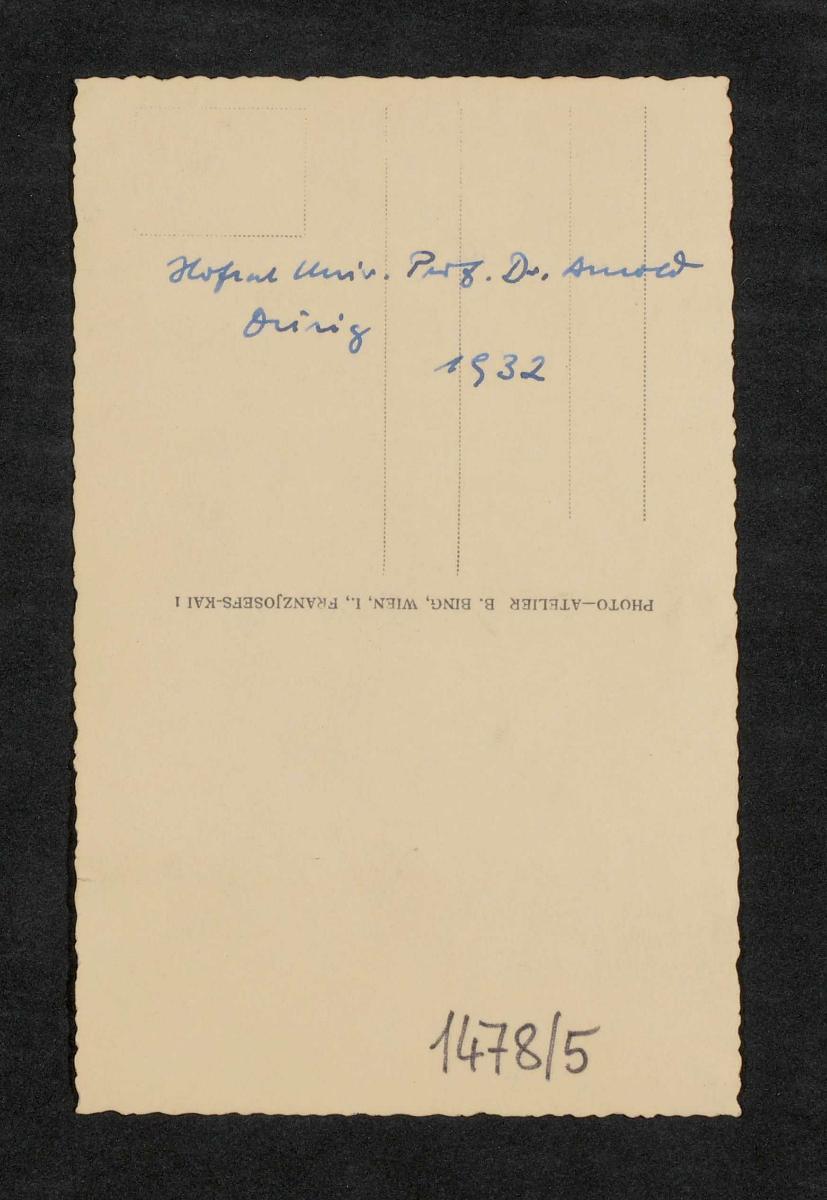 Hofrat Univ. Prof. Dr. Arnold
Durig
1932
PHOTO—ATELIER B. BING, WIEN, I., FRANZJOSEFS-KAI 1
1478/5